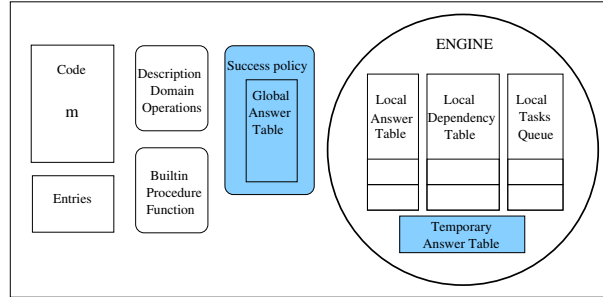 Code
m
Entries
Description
Domain
Operations
Builtin
Procedure
Function
Success policy
Global
Answer
Table
ENGINE
Local
Answer
Table
Local
Dependency
Table
Local
Tasks
Queue
Temporary
Answer Table